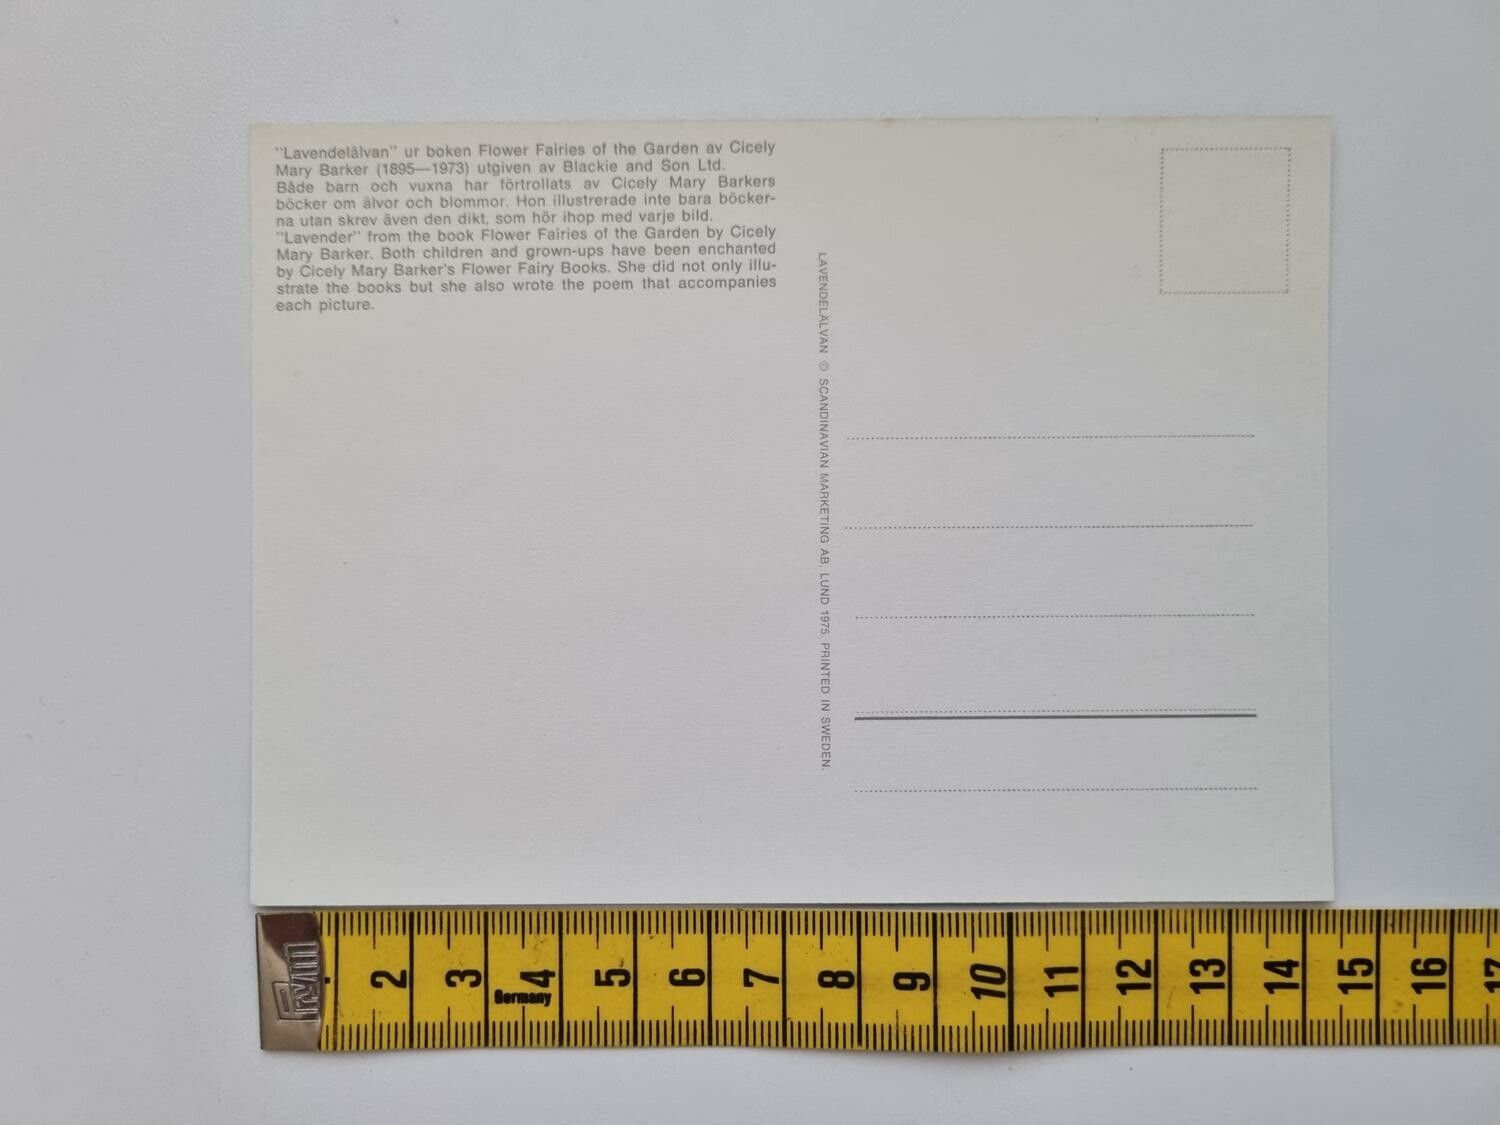 "Lavendelälvan" ur boken Flower Fairies of the Garden av Cicely
Mary Barker (1895—1973) utgiven av Blackie and Son Ltd.
Både barn och vuxna har förtrollats av Cicely Mary Barkers
böcker om älvor och blommor. Hon illustrerade inte bara böcker-
na utan skrev även den dikt, som hör ihop med varje bild.
"Lavender" from the book Flower Fairies of the Garden by Cicely
Mary Barker. Both children and grown-ups have been enchanted
by Cicely Mary Barker's Flower Fairy Books. She did not only illu-
strate the books but she also wrote the poem that accompanies
each picture.
LAVENDELÄLVAN © SCANDINAVIAN MARKETING AB. LUND 1975. PRINTED IN SWEDEN.
Prym
2 3 4 5 6 7 8 9 10 11 12 13 14 15 16 17
Germany